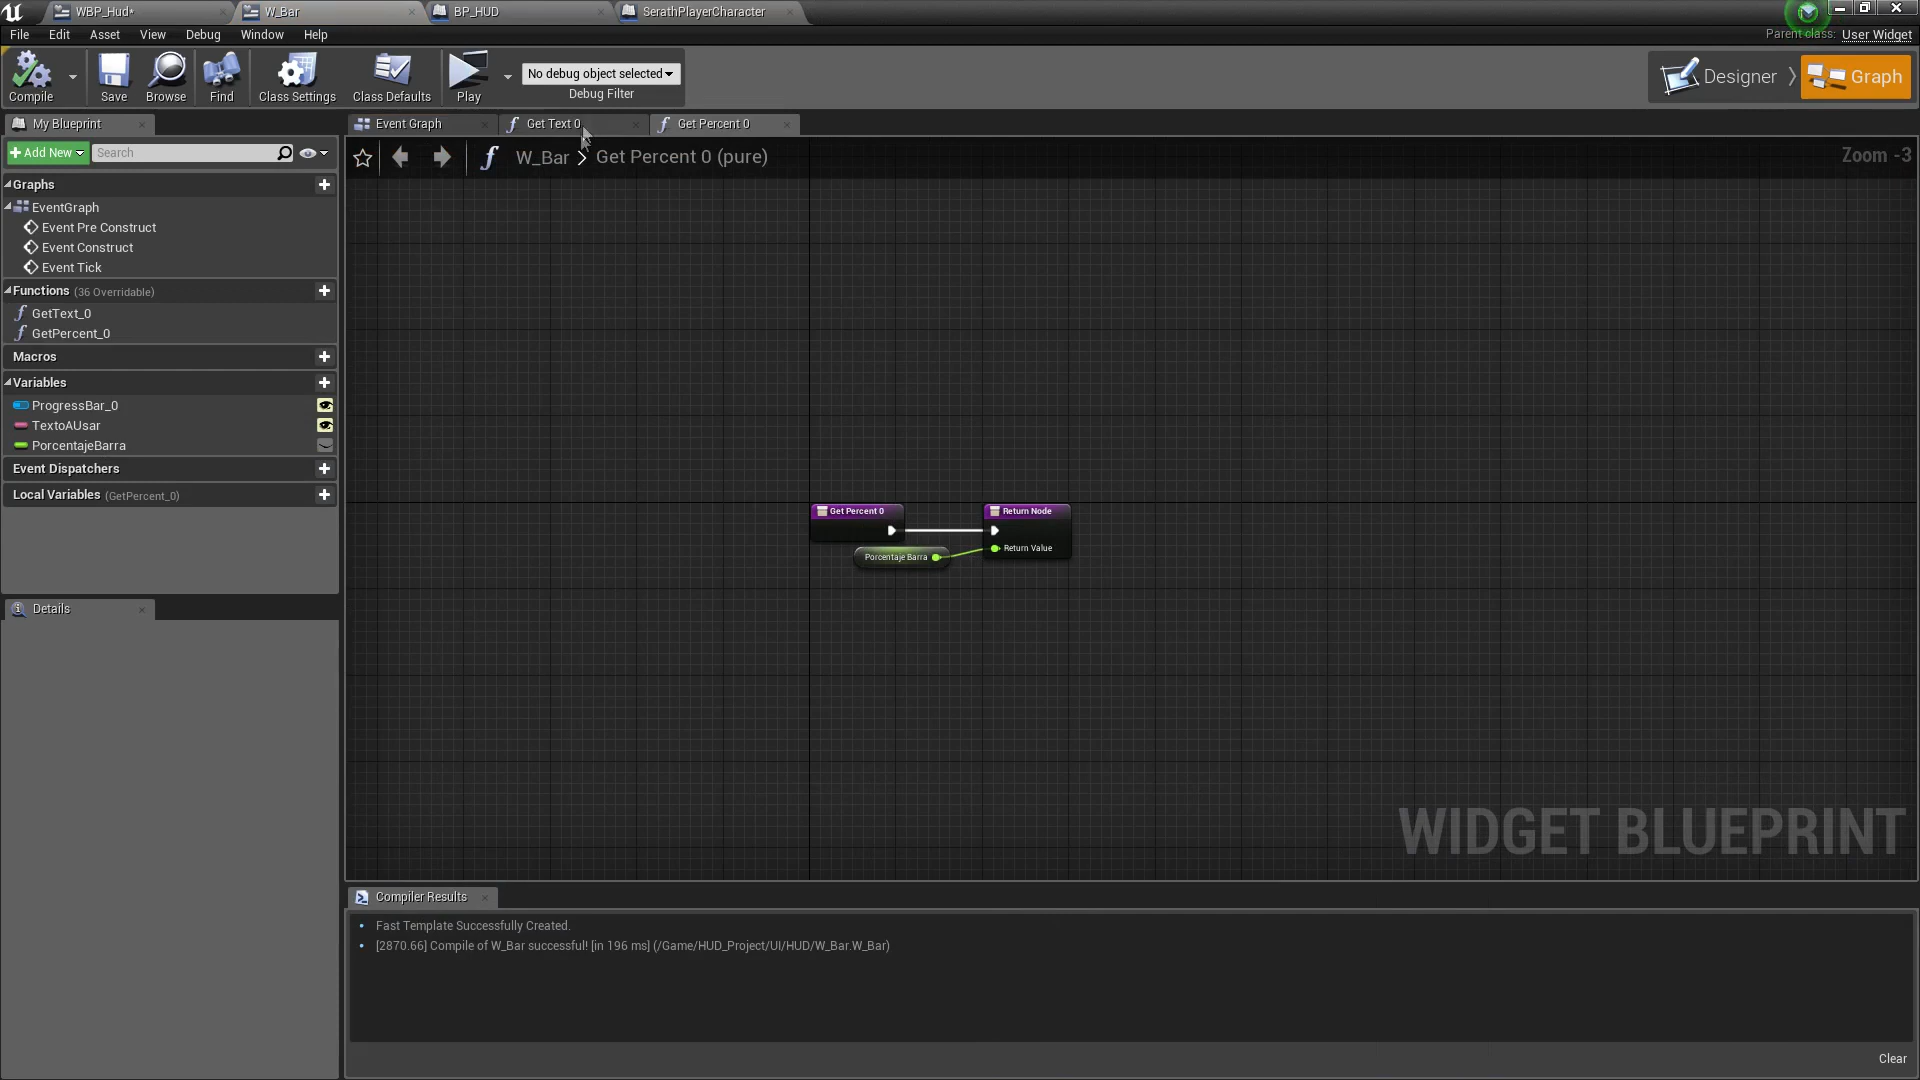 WBP_Hud*
W_Bar
BP_HUD
SerathPlayerCharacter
File Edit Asset View Debug Window Help
Parent class: User Widget
Compile
Save
Browse
Find
Class Settings
Class Defaults
Play
No debug object selected
Debug Filter
Designer
Graph
My Blueprint
Event Graph
Get Text 0
Get Percent 0
Add New
Search
W_Bar > Get Percent 0 (pure)
Zoom -3
Graphs
EventGraph
Event Pre Construct
Event Construct
Event Tick
Functions (36 Overridable)
GetText_0
GetPercent_0
Macros
Variables
ProgressBar_0
TextoAUsar
PorcentajeBarra
Event Dispatchers
Local Variables (GetPercent_0)
Get Percent 0
Return Node
Porcentaje Barra
Return Value
Details
WIDGET BLUEPRINT
Compiler Results
Fast Template Successfully Created.
[2870.66] Compile of W_Bar successful! [in 196 ms] (/Game/HUD_Project/UI/HUD/W_Bar.W_Bar)
Clear